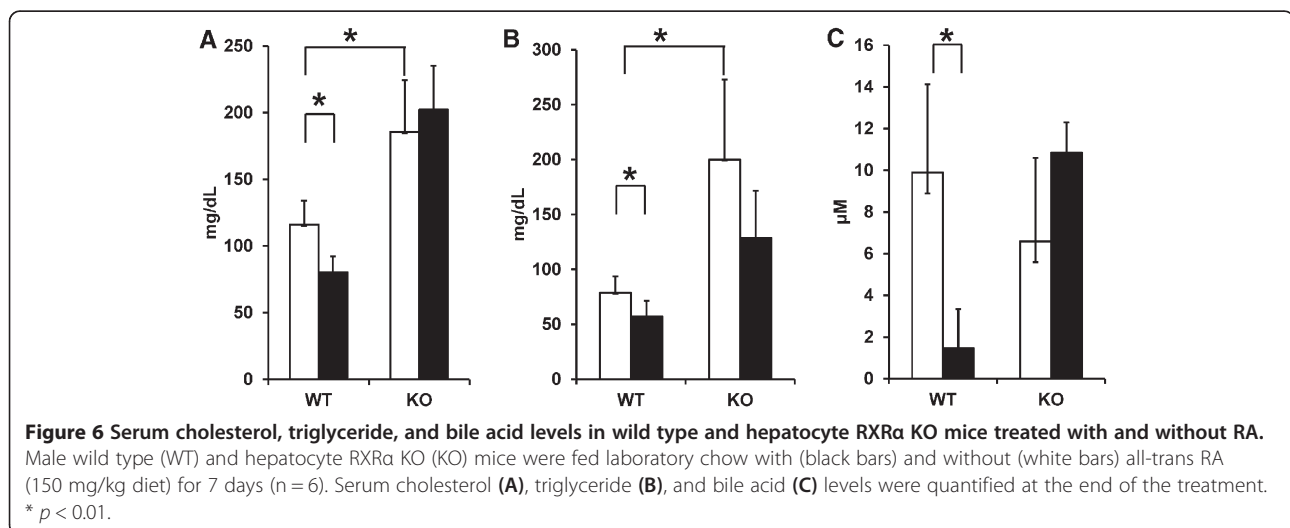 A
250
200
150
100
50
0
mg/dL
*
*
WT KO
B
300
250
200
150
100
50
0
mg/dL
*
*
WT KO
C
16
14
12
10
8
6
4
2
0
µM
*
WT KO
Figure 6 Serum cholesterol, triglyceride, and bile acid levels in wild type and hepatocyte RXRα KO mice treated with and without RA.
Male wild type (WT) and hepatocyte RXRα KO (KO) mice were fed laboratory chow with (black bars) and without (white bars) all-trans RA
(150 mg/kg diet) for 7 days (n = 6). Serum cholesterol (A), triglyceride (B), and bile acid (C) levels were quantified at the end of the treatment.
* p < 0.01.